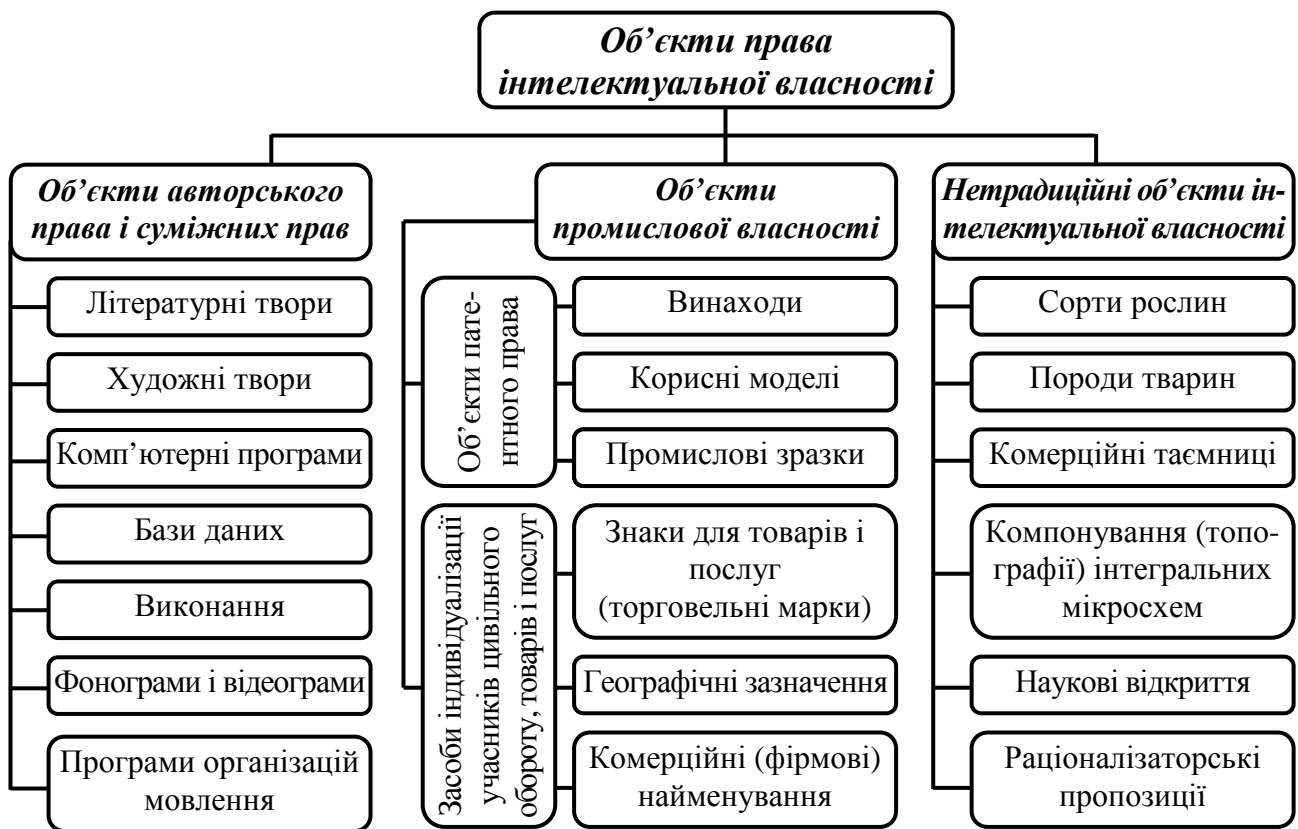 Об’єкти права
інтелектуальної власності
Об’єкти авторського
права і суміжних прав
Літературні твори
Художні твори
Комп’ютерні програми
Бази даних
Виконання
Фонограми і відеограми
Програми організацій
мовлення
Об’єкти
промислової власності
Об’єкти пате-
нтного права
Винаходи
Корисні моделі
Промислові зразки
Засоби індивідуалізації
учасників цивільного
обороту, товарів і послуг
Знаки для товарів і
послуг
(торговельні марки)
Географічні зазначення
Комерційні (фірмові)
найменування
Нетрадиційні об’єкти ін-
телектуальної власності
Сорти рослин
Породи тварин
Комерційні таємниці
Компонування (топо-
графії) інтегральних
мікросхем
Наукові відкриття
Раціоналізаторські
пропозиції